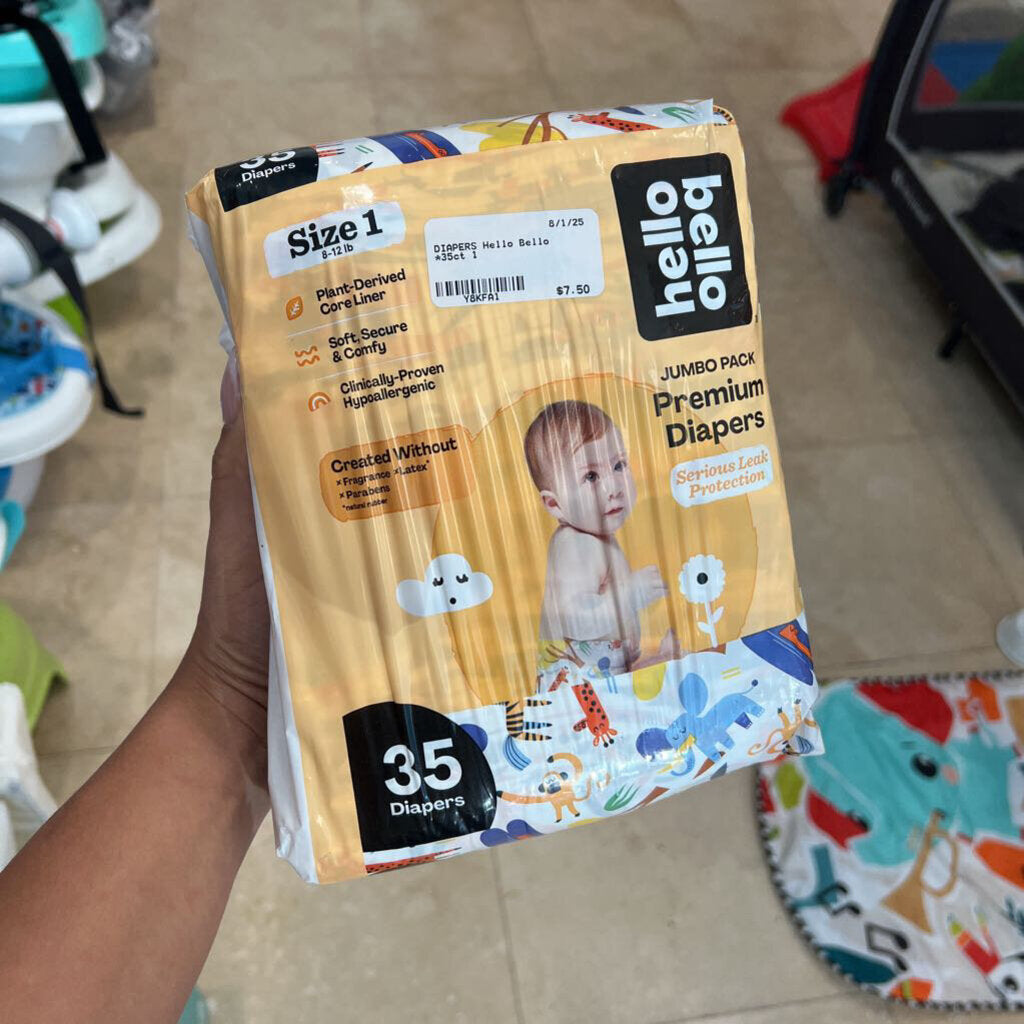 35
Diapers
Size 1
8-12 lb
8/1/25
DIAPERS Hello Bello
*35ct 1
Y8KFA1
$7.50
hello
bello
Plant-Derived
Core Liner
Soft, Secure
& Comfy
Clinically-Proven
Hypoallergenic
JUMBO PACK
Premium
Diapers
Serious Leak
Protection
Created Without
× Fragrance × Latex*
× Parabens
*natural rubber
35
Diapers